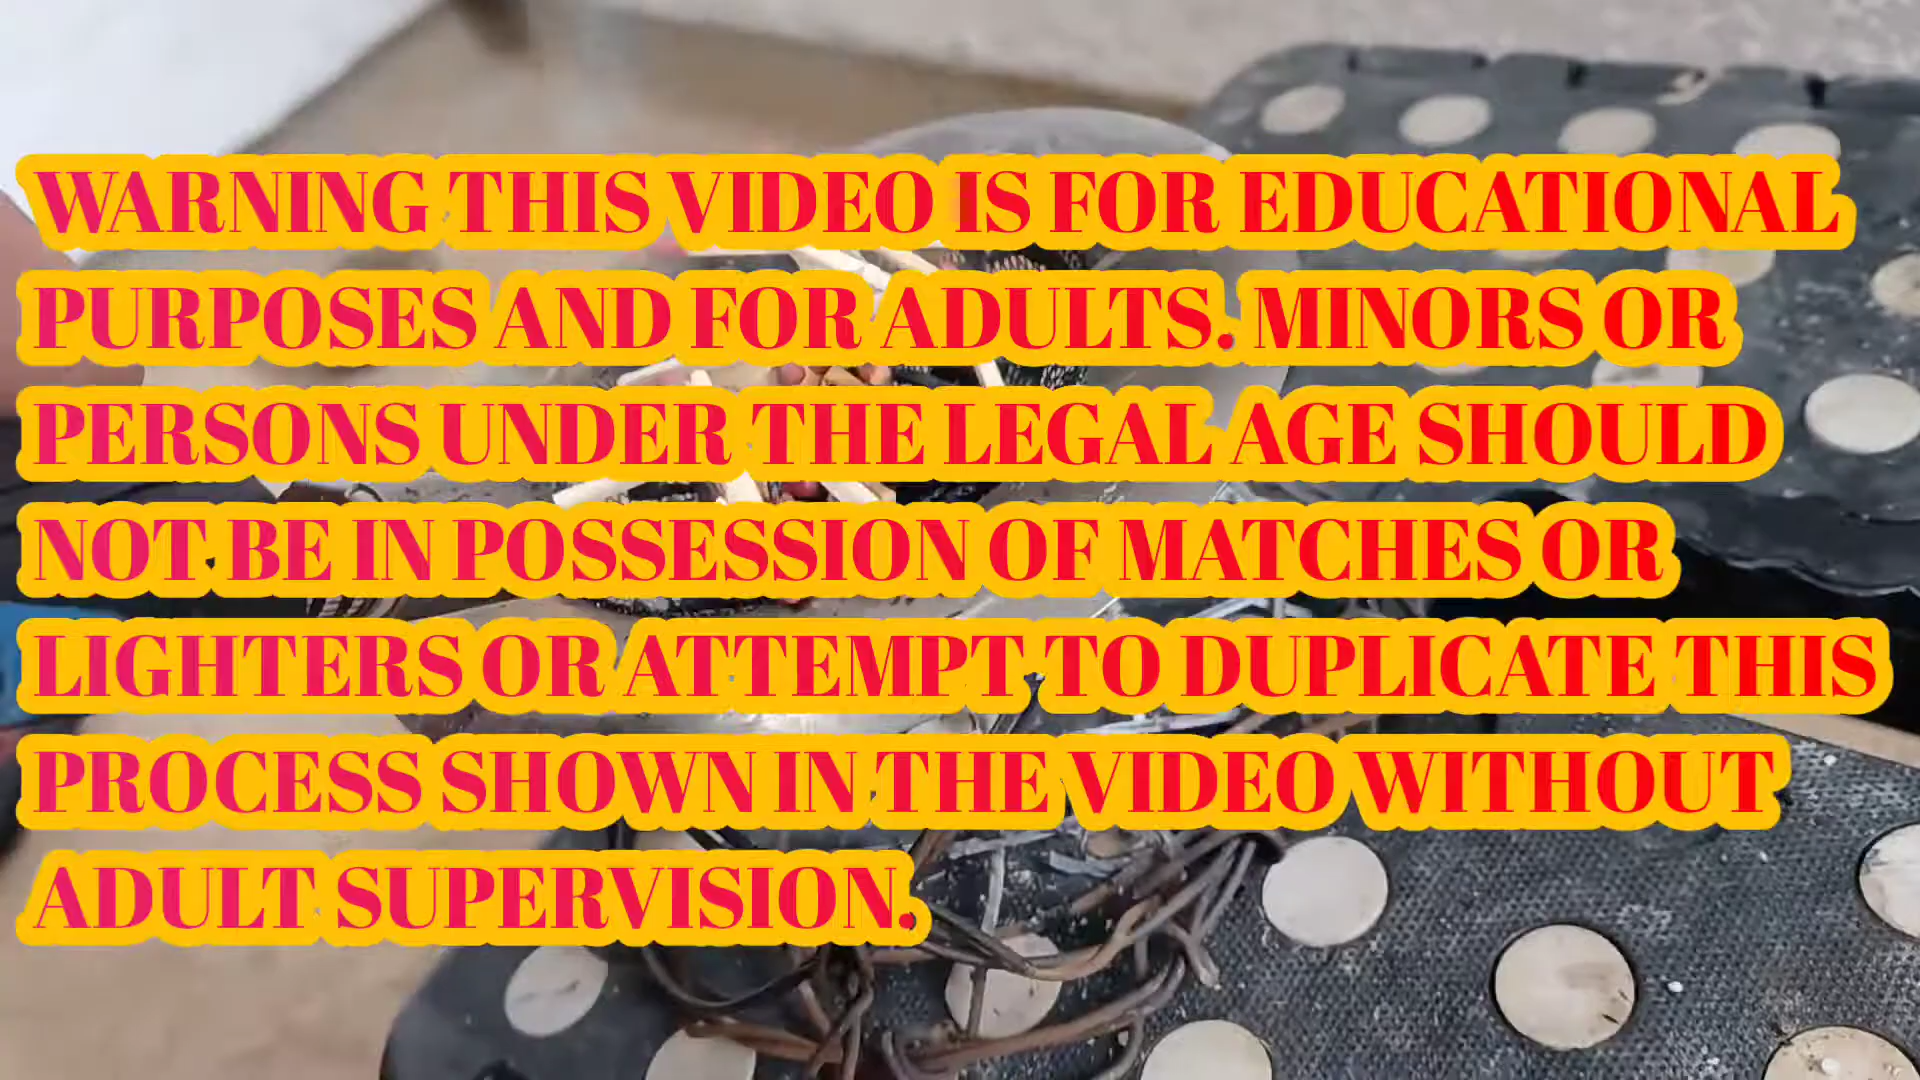 WARNING THIS VIDEO IS FOR EDUCATIONAL
PURPOSES AND FOR ADULTS. MINORS OR
PERSONS UNDER THE LEGAL AGE SHOULD
NOT BE IN POSSESSION OF MATCHES OR
LIGHTERS OR ATTEMPT TO DUPLICATE THIS
PROCESS SHOWN IN THE VIDEO WITHOUT
ADULT SUPERVISION.